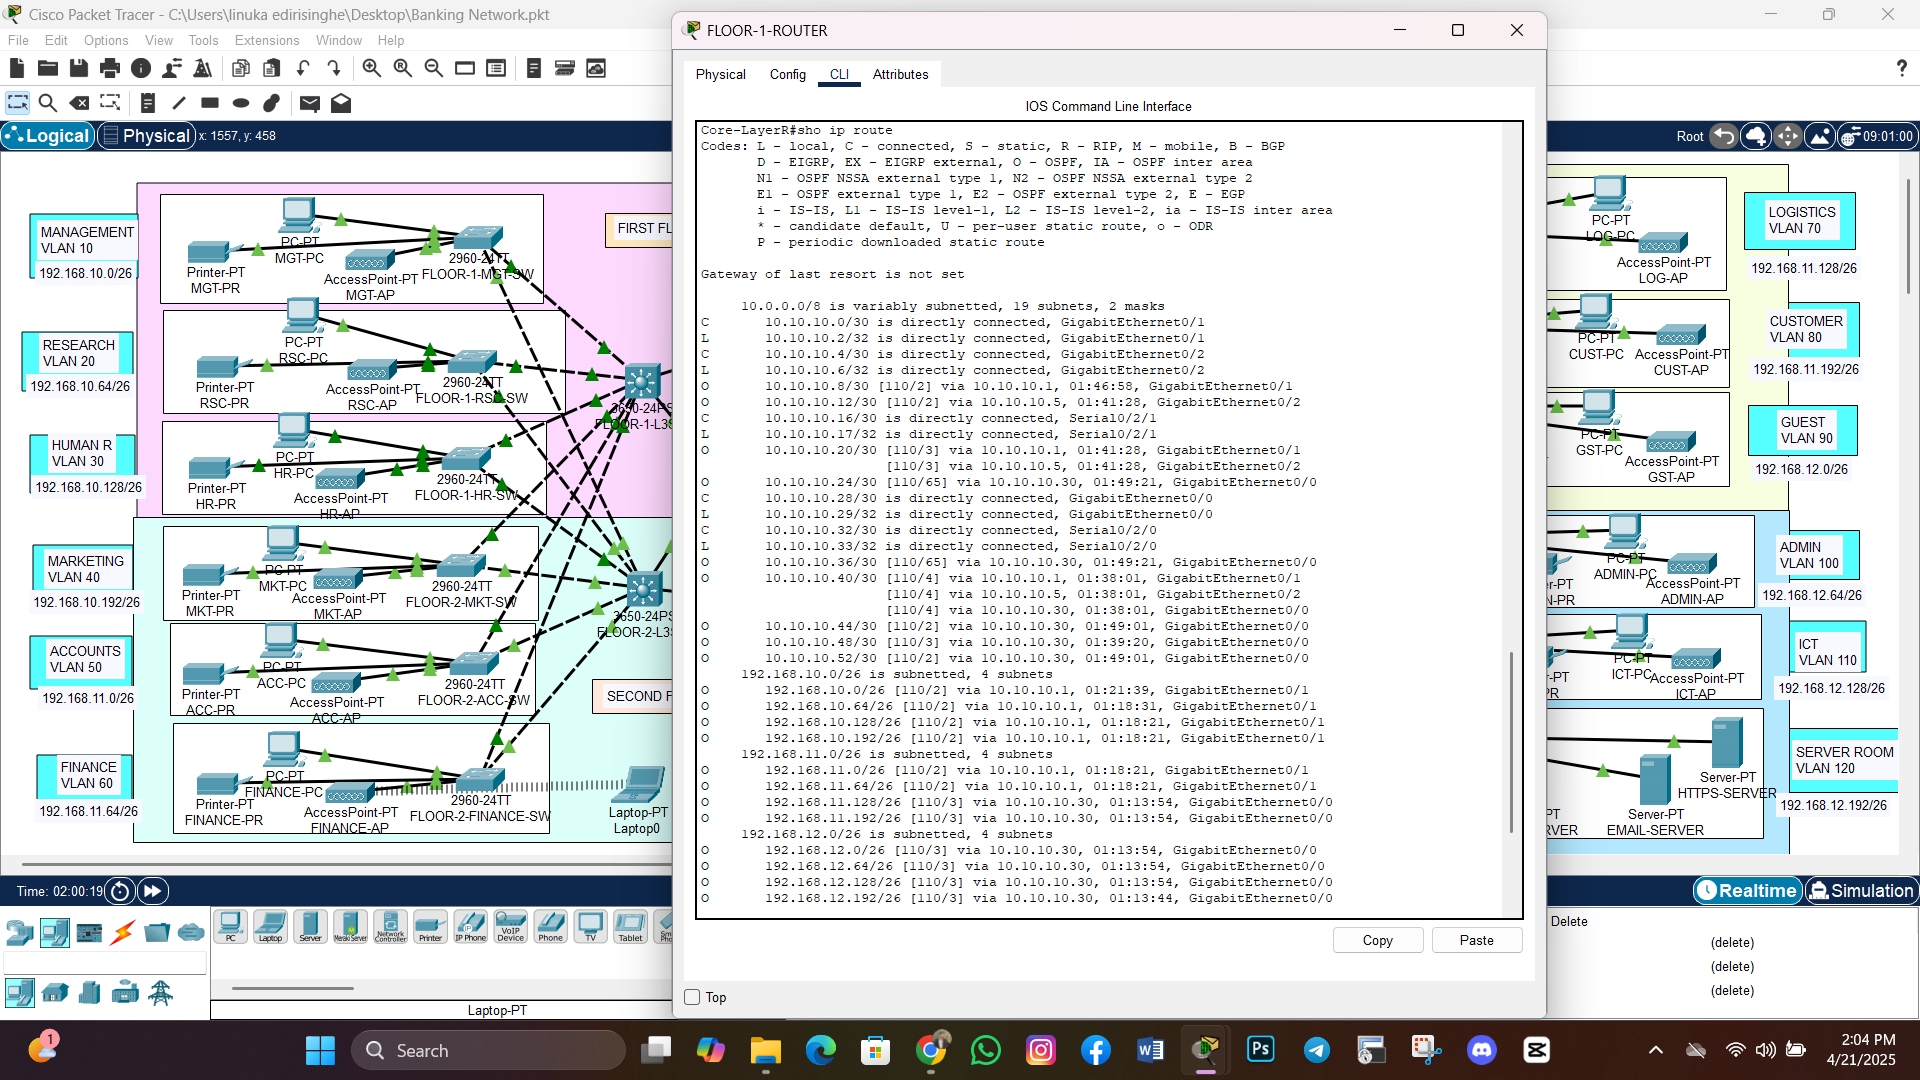 Cisco Packet Tracer - C:\Users\linuka edirisinghe\Desktop\Banking Network.pkt
File Edit Options View Tools Extensions Window Help
Logical Physical x: 1557, y: 458
Root 09:01:00
MANAGEMENT
VLAN 10
192.168.10.0/26
RESEARCH
VLAN 20
192.168.10.64/26
HUMAN R
VLAN 30
192.168.10.128/26
MARKETING
VLAN 40
192.168.10.192/26
ACCOUNTS
VLAN 50
192.168.11.0/26
FINANCE
VLAN 60
192.168.11.64/26
PC-PT
MGT-PC
Printer-PT
MGT-PR
AccessPoint-PT
MGT-AP
2960-24TT
FLOOR-1-MGT-SW
FIRST FL
PC-PT
RSC-PC
Printer-PT
RSC-PR
AccessPoint-PT
RSC-AP
2960-24TT
FLOOR-1-RSC-SW
3650-24PS
FLOOR-1-L3S
PC-PT
HR-PC
Printer-PT
HR-PR
AccessPoint-PT
HR-AP
2960-24TT
FLOOR-1-HR-SW
PC-PT
MKT-PC
Printer-PT
MKT-PR
AccessPoint-PT
MKT-AP
2960-24TT
FLOOR-2-MKT-SW
3650-24PS
FLOOR-2-L3S
PC-PT
ACC-PC
Printer-PT
ACC-PR
AccessPoint-PT
ACC-AP
2960-24TT
FLOOR-2-ACC-SW
SECOND F
PC-PT
FINANCE-PC
Printer-PT
FINANCE-PR
AccessPoint-PT
FINANCE-AP
2960-24TT
FLOOR-2-FINANCE-SW
Laptop-PT
Laptop0
FLOOR-1-ROUTER
Physical Config CLI Attributes
IOS Command Line Interface
Core-LayerR#sho ip route
Codes: L - local, C - connected, S - static, R - RIP, M - mobile, B - BGP
D - EIGRP, EX - EIGRP external, O - OSPF, IA - OSPF inter area
N1 - OSPF NSSA external type 1, N2 - OSPF NSSA external type 2
E1 - OSPF external type 1, E2 - OSPF external type 2, E - EGP
i - IS-IS, L1 - IS-IS level-1, L2 - IS-IS level-2, ia - IS-IS inter area
* - candidate default, U - per-user static route, o - ODR
P - periodic downloaded static route
Gateway of last resort is not set
10.0.0.0/8 is variably subnetted, 19 subnets, 2 masks
C 10.10.10.0/30 is directly connected, GigabitEthernet0/1
L 10.10.10.2/32 is directly connected, GigabitEthernet0/1
C 10.10.10.4/30 is directly connected, GigabitEthernet0/2
L 10.10.10.6/32 is directly connected, GigabitEthernet0/2
O 10.10.10.8/30 [110/2] via 10.10.10.1, 01:46:58, GigabitEthernet0/1
O 10.10.10.12/30 [110/2] via 10.10.10.5, 01:41:28, GigabitEthernet0/2
C 10.10.10.16/30 is directly connected, Serial0/2/1
L 10.10.10.17/32 is directly connected, Serial0/2/1
O 10.10.10.20/30 [110/3] via 10.10.10.1, 01:41:28, GigabitEthernet0/1
[110/3] via 10.10.10.5, 01:41:28, GigabitEthernet0/2
O 10.10.10.24/30 [110/65] via 10.10.10.30, 01:49:21, GigabitEthernet0/0
C 10.10.10.28/30 is directly connected, GigabitEthernet0/0
L 10.10.10.29/32 is directly connected, GigabitEthernet0/0
C 10.10.10.32/30 is directly connected, Serial0/2/0
L 10.10.10.33/32 is directly connected, Serial0/2/0
O 10.10.10.36/30 [110/65] via 10.10.10.30, 01:49:21, GigabitEthernet0/0
O 10.10.10.40/30 [110/4] via 10.10.10.1, 01:38:01, GigabitEthernet0/1
[110/4] via 10.10.10.5, 01:38:01, GigabitEthernet0/2
[110/4] via 10.10.10.30, 01:38:01, GigabitEthernet0/0
O 10.10.10.44/30 [110/2] via 10.10.10.30, 01:49:01, GigabitEthernet0/0
O 10.10.10.48/30 [110/3] via 10.10.10.30, 01:39:20, GigabitEthernet0/0
O 10.10.10.52/30 [110/2] via 10.10.10.30, 01:49:01, GigabitEthernet0/0
192.168.10.0/26 is subnetted, 4 subnets
O 192.168.10.0/26 [110/2] via 10.10.10.1, 01:21:39, GigabitEthernet0/1
O 192.168.10.64/26 [110/2] via 10.10.10.1, 01:18:31, GigabitEthernet0/1
O 192.168.10.128/26 [110/2] via 10.10.10.1, 01:18:21, GigabitEthernet0/1
O 192.168.10.192/26 [110/2] via 10.10.10.1, 01:18:21, GigabitEthernet0/1
192.168.11.0/26 is subnetted, 4 subnets
O 192.168.11.0/26 [110/2] via 10.10.10.1, 01:18:21, GigabitEthernet0/1
O 192.168.11.64/26 [110/2] via 10.10.10.1, 01:18:21, GigabitEthernet0/1
O 192.168.11.128/26 [110/3] via 10.10.10.30, 01:13:54, GigabitEthernet0/0
O 192.168.11.192/26 [110/3] via 10.10.10.30, 01:13:54, GigabitEthernet0/0
192.168.12.0/26 is subnetted, 4 subnets
O 192.168.12.0/26 [110/3] via 10.10.10.30, 01:13:54, GigabitEthernet0/0
O 192.168.12.64/26 [110/3] via 10.10.10.30, 01:13:54, GigabitEthernet0/0
O 192.168.12.128/26 [110/3] via 10.10.10.30, 01:13:54, GigabitEthernet0/0
O 192.168.12.192/26 [110/3] via 10.10.10.30, 01:13:44, GigabitEthernet0/0
Copy Paste
Top
PC-PT
LOG-PC
AccessPoint-PT
LOG-AP
LOGISTICS
VLAN 70
192.168.11.128/26
PC-PT
CUST-PC
AccessPoint-PT
CUST-AP
CUSTOMER
VLAN 80
192.168.11.192/26
PC-PT
GST-PC
AccessPoint-PT
GST-AP
GUEST
VLAN 90
192.168.12.0/26
PC-PT
ADMIN-PC
r-PT
N-PR
AccessPoint-PT
ADMIN-AP
ADMIN
VLAN 100
192.168.12.64/26
PC-PT
ICT-PC
r-PT
PR
AccessPoint-PT
ICT-AP
ICT
VLAN 110
192.168.12.128/26
Server-PT
HTTPS-SERVER
PT
RVER
Server-PT
EMAIL-SERVER
SERVER ROOM
VLAN 120
192.168.12.192/26
Time: 02:00:19
Realtime Simulation
PC Laptop Server Meraki Server Network Controller Printer IP Phone VoIP Device Phone TV Tablet
Laptop-PT
Delete
(delete)
(delete)
(delete)
1
Search
Ps
2:04 PM
4/21/2025